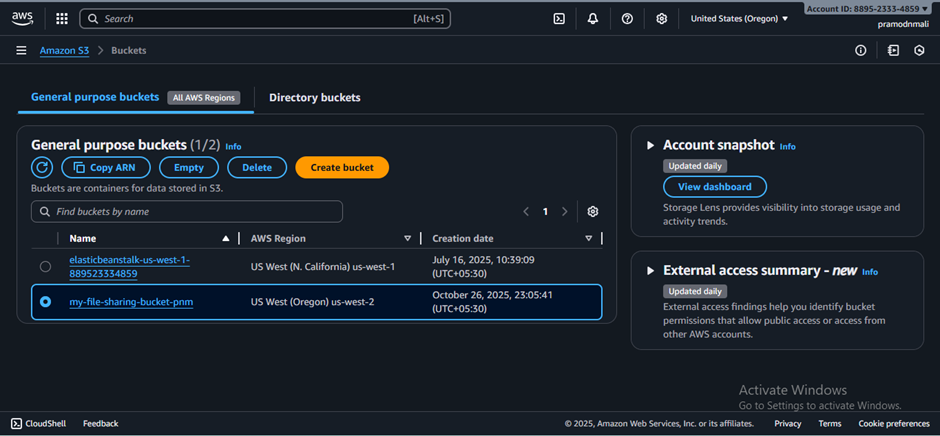 aws
Search [Alt+S]
United States (Oregon)
Account ID: 8895-2333-4859
pramodnmali
Amazon S3 Buckets
General purpose buckets All AWS Regions Directory buckets
General purpose buckets (1/2) Info
Copy ARN Empty Delete Create bucket
Buckets are containers for data stored in S3.
Find buckets by name
1
Name AWS Region Creation date
elasticbeanstalk-us-west-1-
889523334859
US West (N. California) us-west-1
July 16, 2025, 10:39:09
(UTC+05:30)
my-file-sharing-bucket-pnm
US West (Oregon) us-west-2
October 26, 2025, 23:05:41
(UTC+05:30)
Account snapshot Info
Updated daily
View dashboard
Storage Lens provides visibility into storage usage and
activity trends.
External access summary - new Info
Updated daily
External access findings help you identify bucket
permissions that allow public access or access from
other AWS accounts.
Activate Windows
Go to Settings to activate Windows.
CloudShell Feedback
© 2025, Amazon Web Services, Inc. or its affiliates. Privacy Terms Cookie preferences